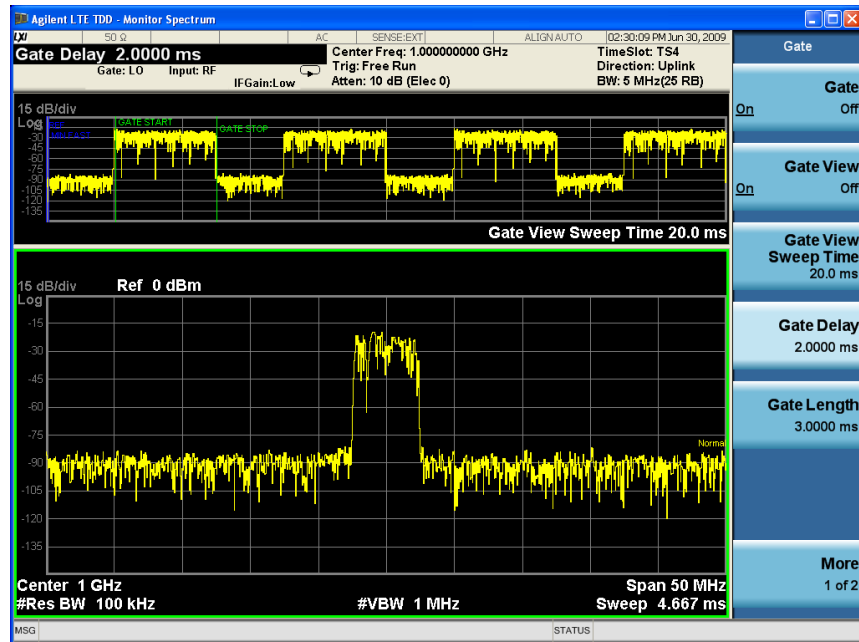 Agilent LTE TDD - Monitor Spectrum
LXI 50 Ω AC SENSE:EXT ALIGN AUTO 02:30:09 PM Jun 30, 2009
Gate Delay 2.0000 ms
Gate: LO Input: RF
IFGain:Low
Center Freq: 1.000000000 GHz
Trig: Free Run
Atten: 10 dB (Elec 0)
TimeSlot: TS4
Direction: Uplink
BW: 5 MHz(25 RB)
15 dB/div
Log
GATE START
GATE STOP
-30
-45
-60
-75
-90
-105
-120
-135
Gate View Sweep Time 20.0 ms
15 dB/div Ref 0 dBm
Log
-15
-30
-45
-60
-75
Normal
-90
-105
-120
-135
Center 1 GHz Span 50 MHz
#Res BW 100 kHz #VBW 1 MHz Sweep 4.667 ms
MSG STATUS
Gate
Gate
On Off
Gate View
On Off
Gate View
Sweep Time
20.0 ms
Gate Delay
2.0000 ms
Gate Length
3.0000 ms
More
1 of 2